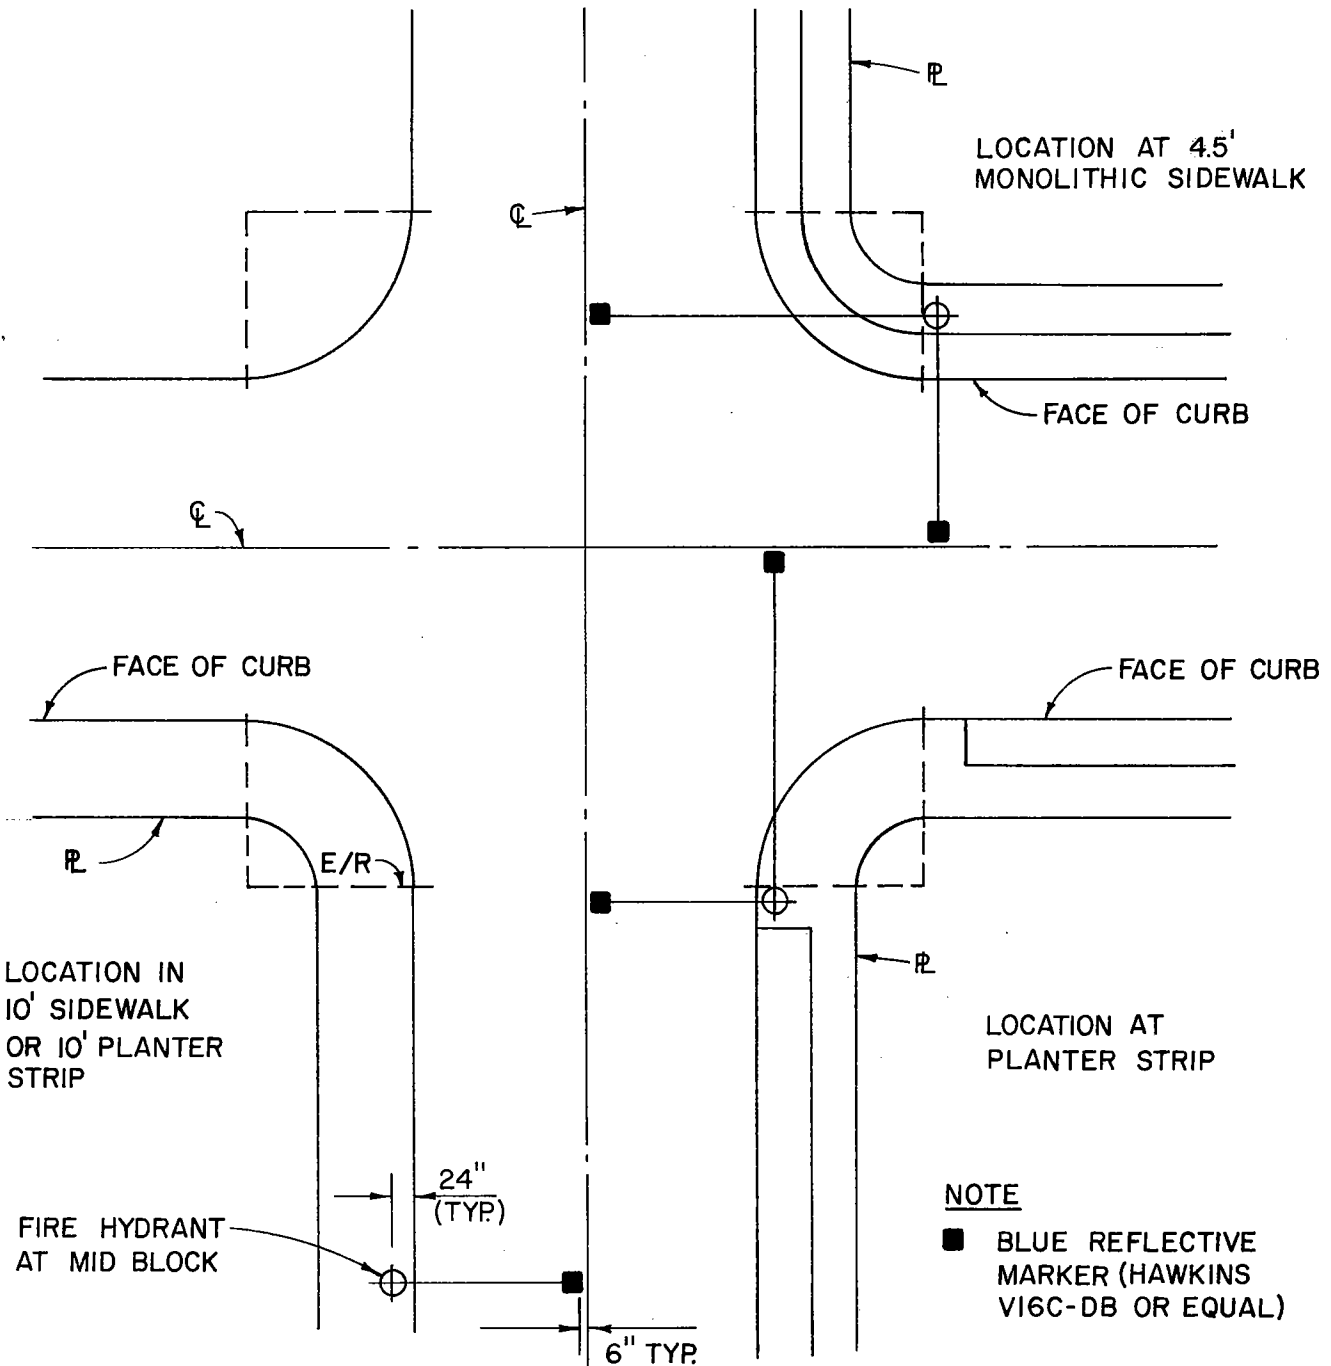 PL
LOCATION AT 4.5'
MONOLITHIC SIDEWALK
CL
FACE OF CURB
CL
FACE OF CURB
FACE OF CURB
PL
E/R
LOCATION IN
10' SIDEWALK
OR 10' PLANTER
STRIP
PL
LOCATION AT
PLANTER STRIP
24"
(TYP.)
NOTE
FIRE HYDRANT
AT MID BLOCK
BLUE REFLECTIVE
MARKER (HAWKINS
V16C-DB OR EQUAL)
6" TYP.